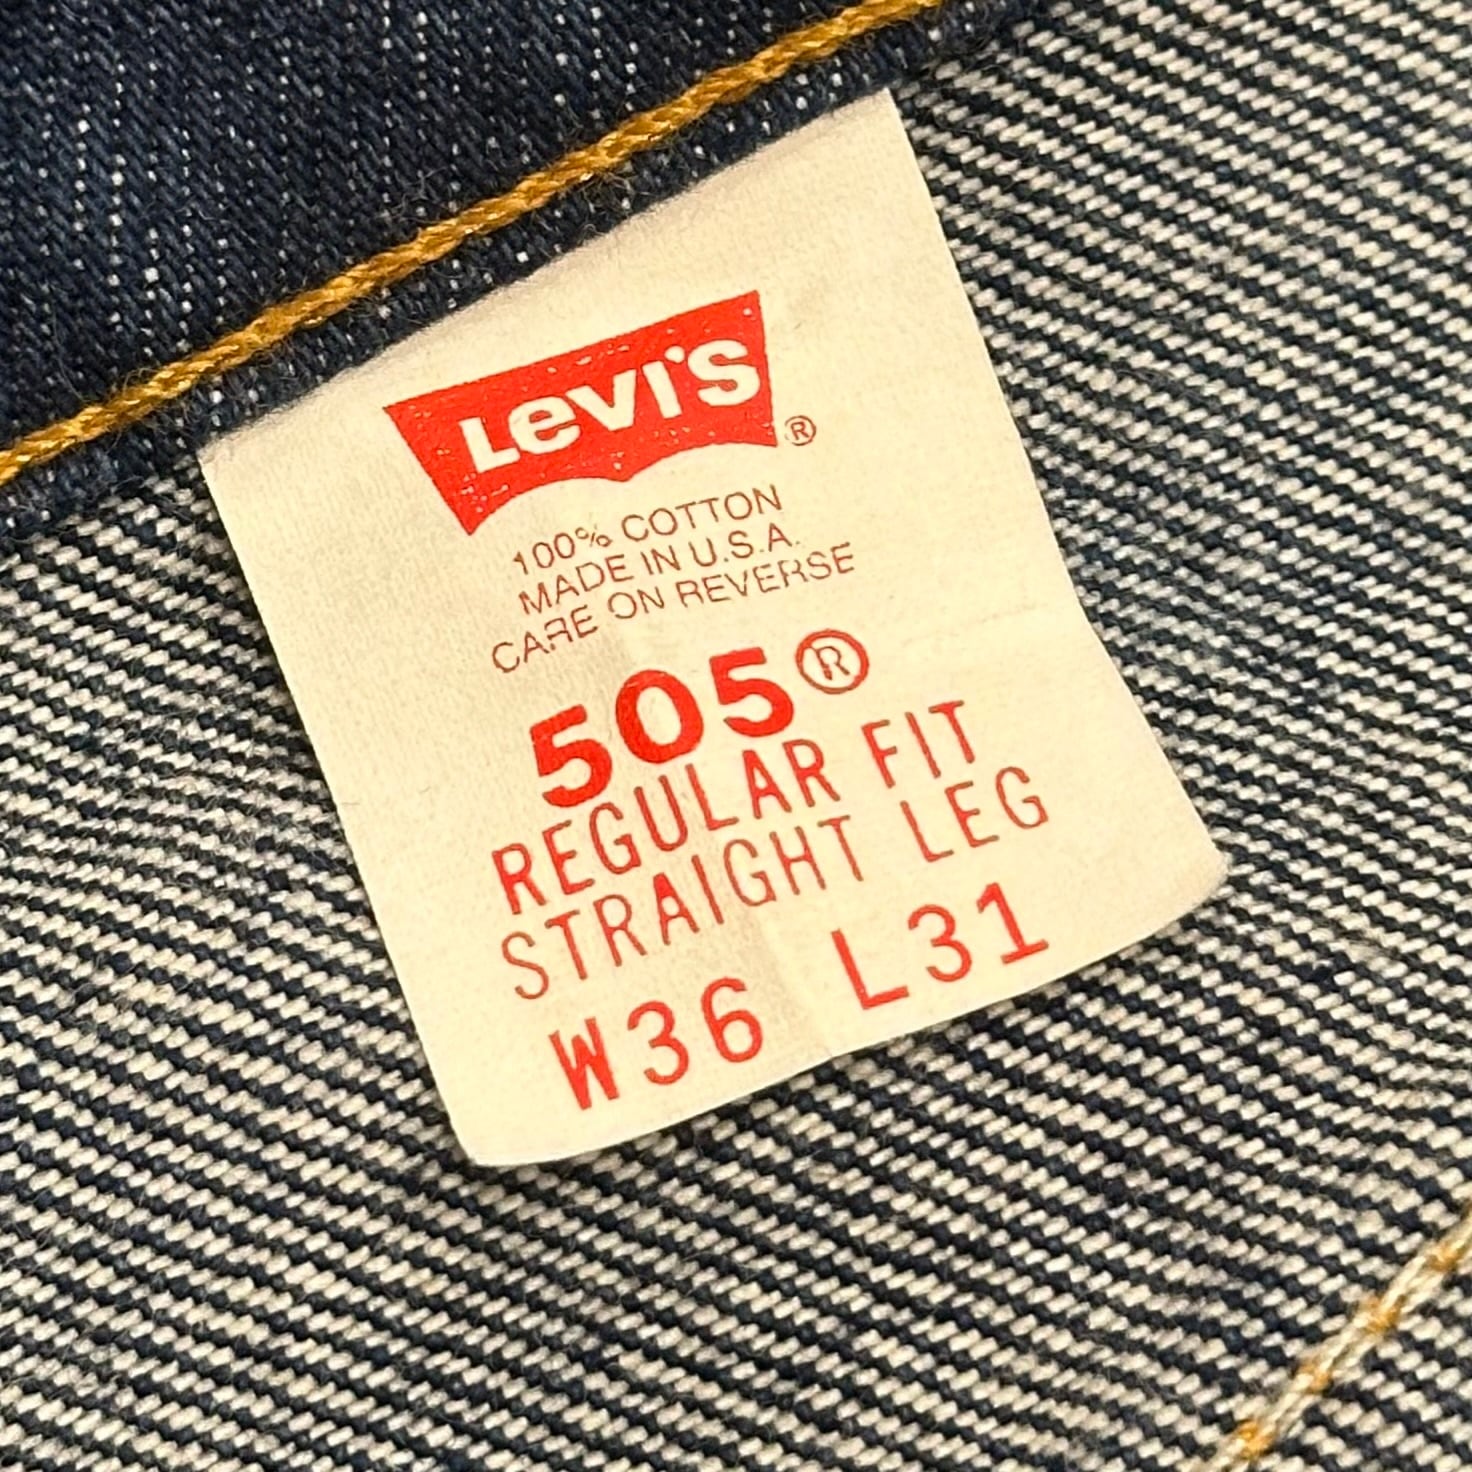 Levi's®
100% COTTON
MADE IN U.S.A.
CARE ON REVERSE
505®
REGULAR FIT
STRAIGHT LEG
W36 L31